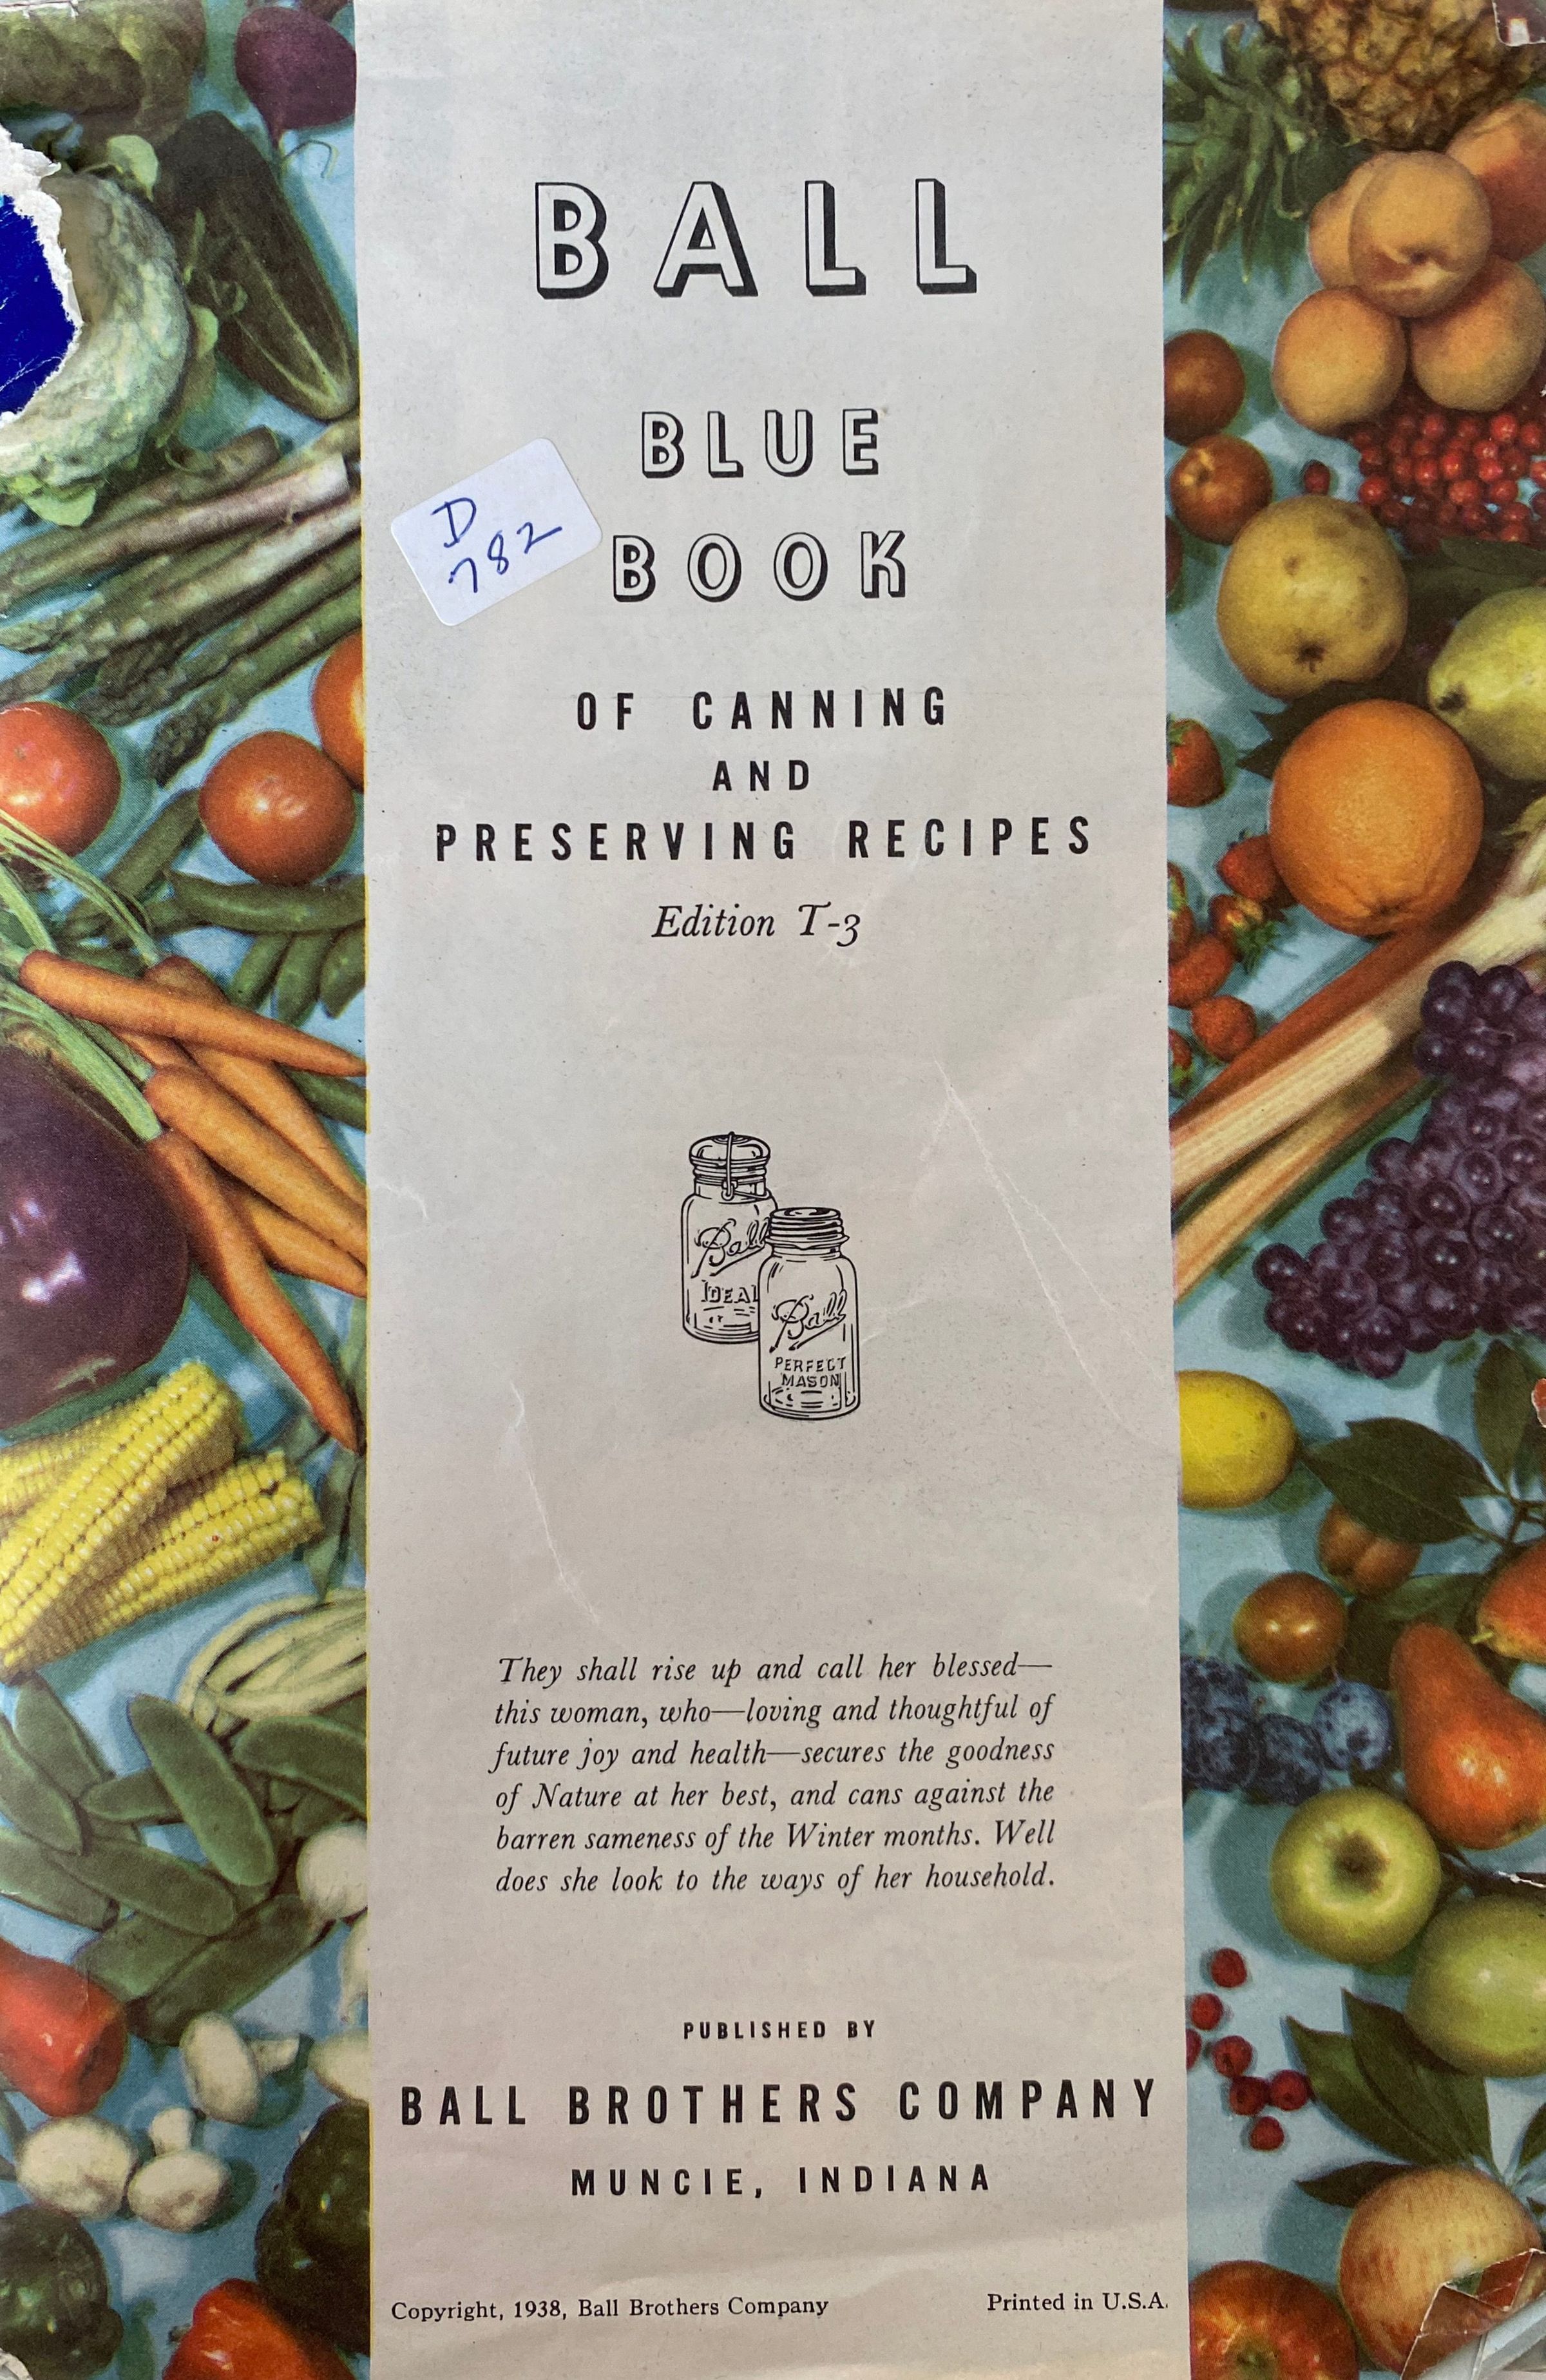 BALL
BLUE
BOOK
D
782
OF CANNING
AND
PRESERVING RECIPES
Edition T-3
Ball
IDEAL
Ball
PERFECT
MASON
They shall rise up and call her blessed—
this woman, who—loving and thoughtful of
future joy and health—secures the goodness
of Nature at her best, and cans against the
barren sameness of the Winter months. Well
does she look to the ways of her household.
PUBLISHED BY
BALL BROTHERS COMPANY
MUNCIE, INDIANA
Copyright, 1938, Ball Brothers Company Printed in U.S.A.